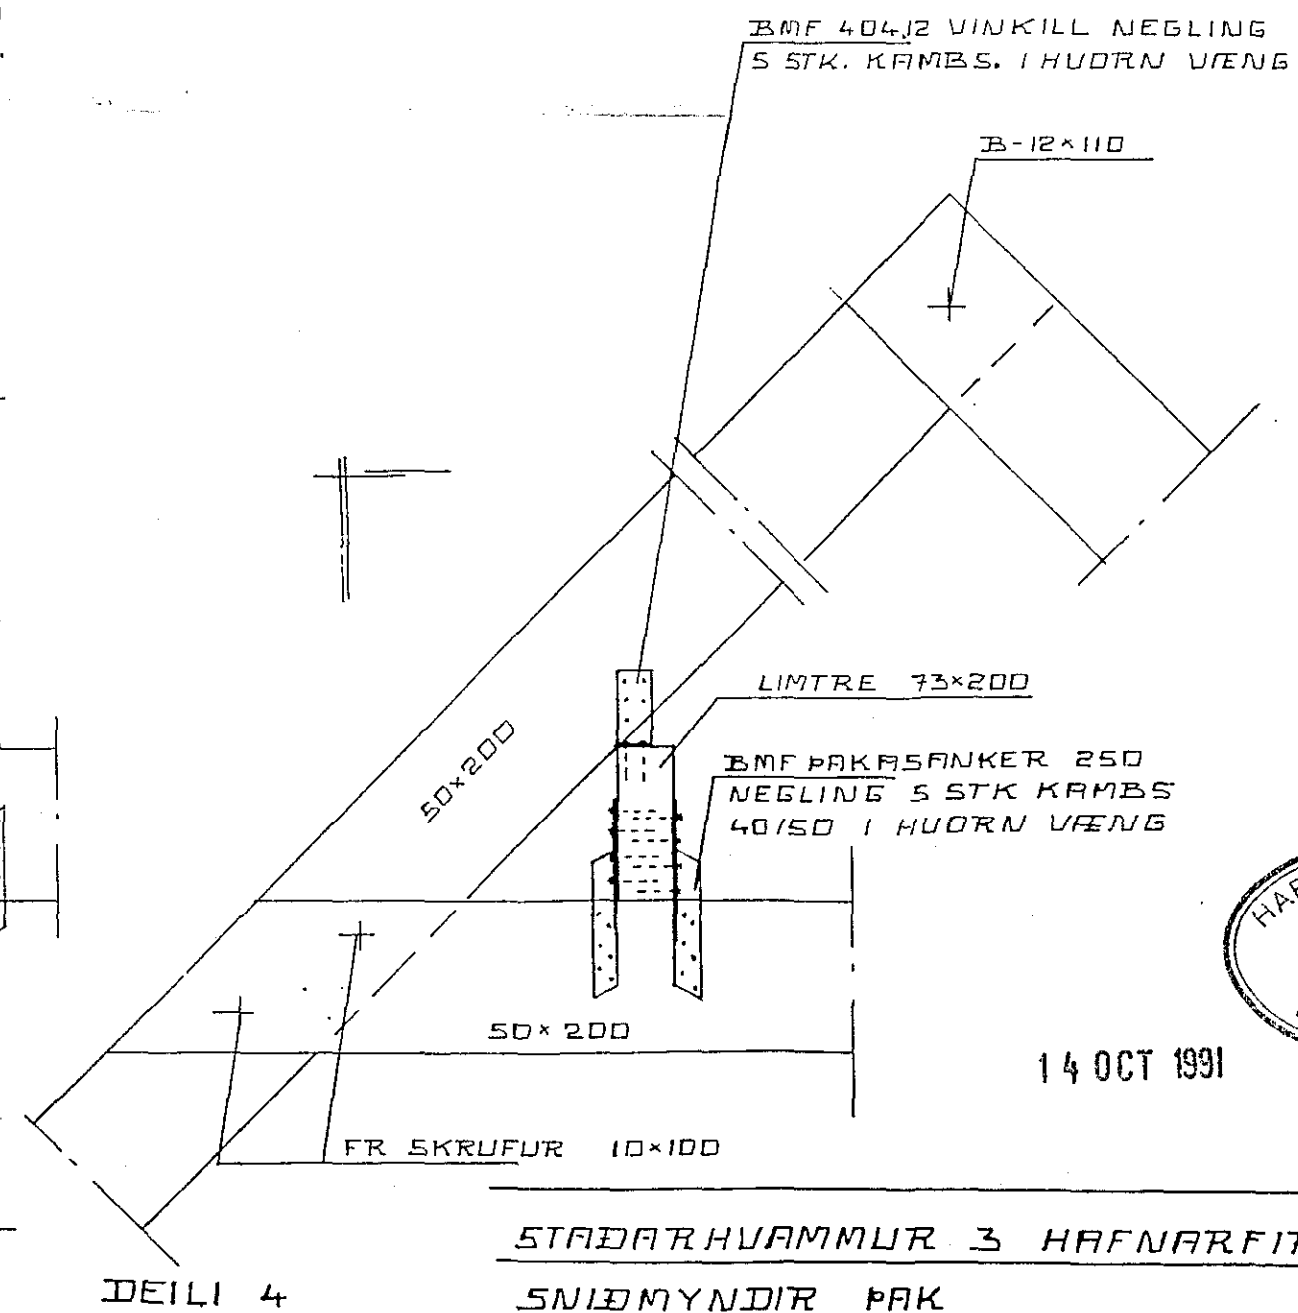 BMF 40412 VINKILL NEGLING
5 STK. KAMBS. Í HVORN VÆNG
B-12×110
LIMTRE 73×200
50×200
BMF ÞAKASANKER 250
NEGLING 5 STK KAMBS
40/50 I HVORN VÆNG
HAF
50×200
14 OCT 1991
FR SKRUFUR 10×100
STAÐARHVAMMUR 3 HAFNARFI
DEILI 4
SNIÐMYNDIR ÞAK